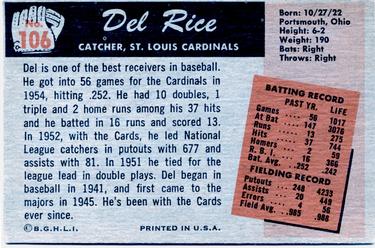 No.
106
Del Rice
CATCHER, ST. LOUIS CARDINALS
Born: 10/27/22
Portsmouth, Ohio
Height: 6-2
Weight: 190
Bats: Right
Throws: Right
Del is one of the best receivers in baseball.
He got into 56 games for the Cardinals in
1954, hitting .252. He had 10 doubles, 1
triple and 2 home runs among his 37 hits
and he batted in 16 runs and scored 13.
In 1952, with the Cards, he led National
League catchers in putouts with 677 and
assists with 81. In 1951 he tied for the
league lead in double plays. Del began
in baseball in 1941, and first came to the
majors in 1945. He's been with the Cards
ever since.
BATTING RECORD
PAST YR. LIFE
Games 56 1017
At Bat 147 3076
Runs
Hits 37 744
Homers 2 59
R. B. I.
Bat. Avg. .252 .242
FIELDING RECORD
Putouts 248 4233
Assists 20 449
Errors 4 56
Field Avg. .985 .988
©B.G.H.L.I. PRINTED IN U.S.A.